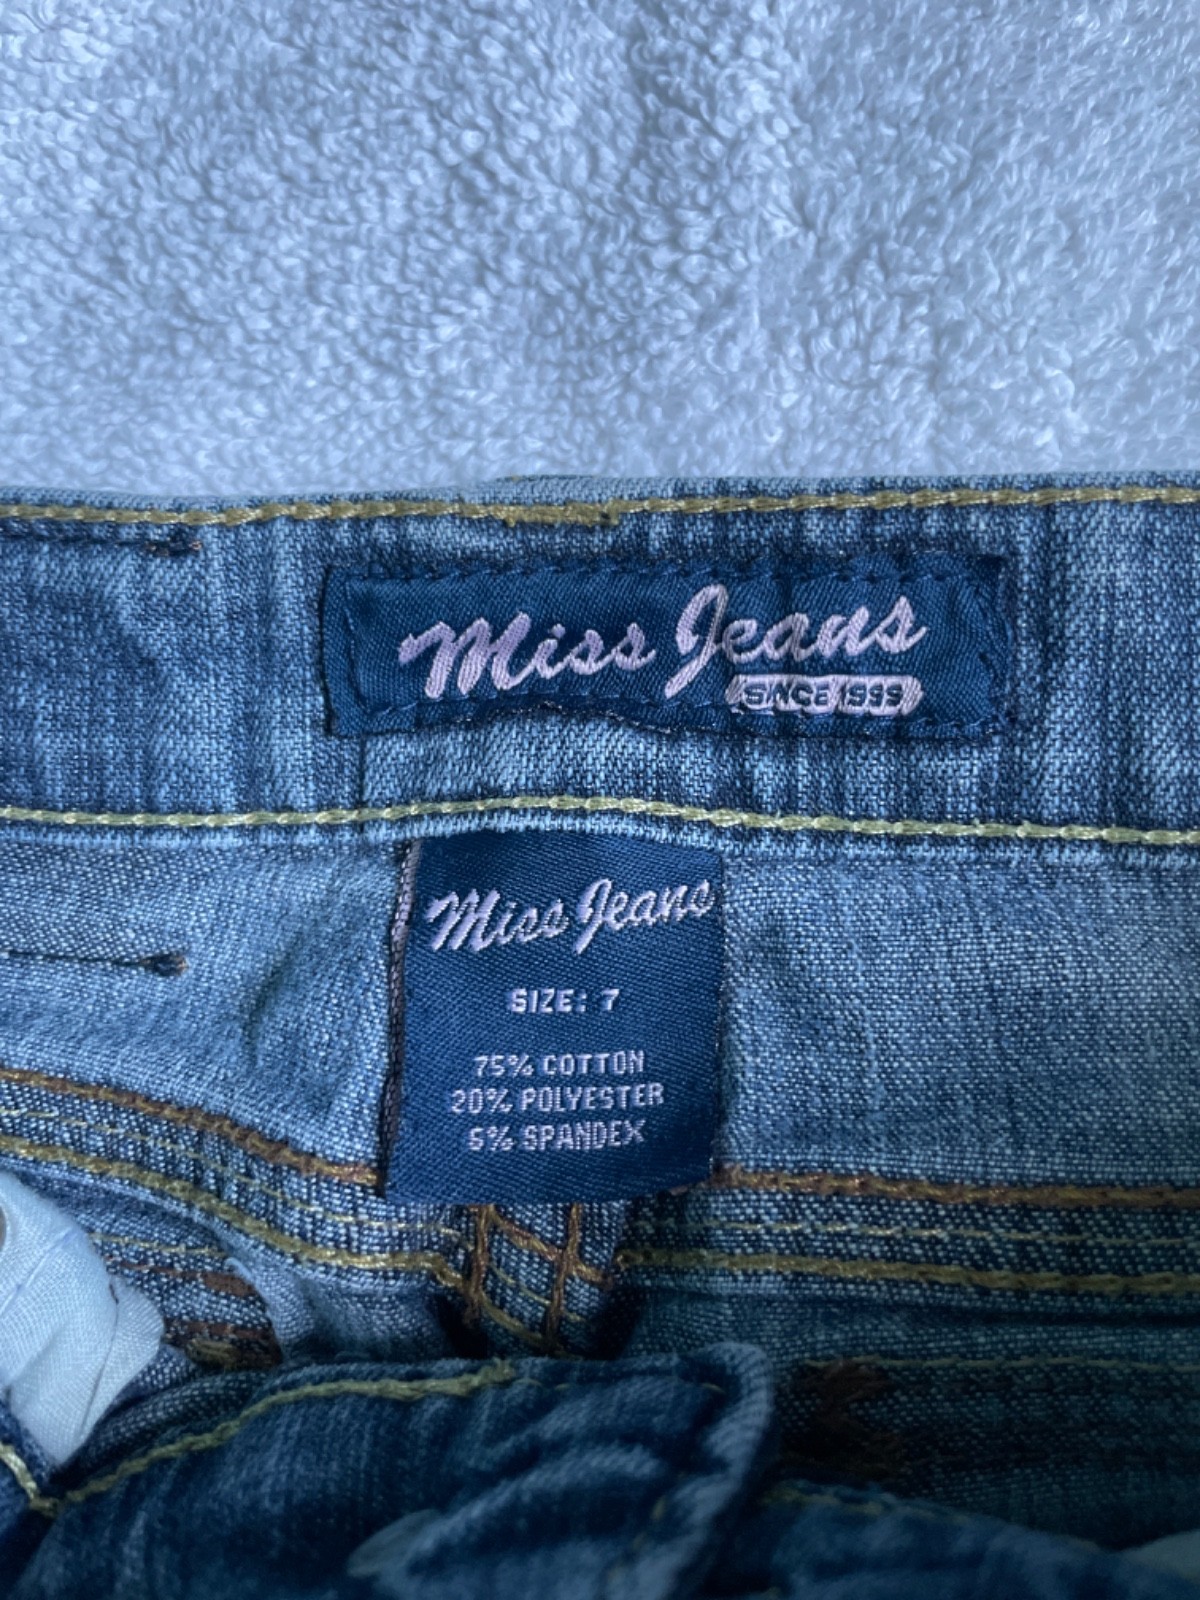 Miss Jeans
SINCE 1999
Miss Jeans
SIZE: 7
75% COTTON
20% POLYESTER
5% SPANDEX